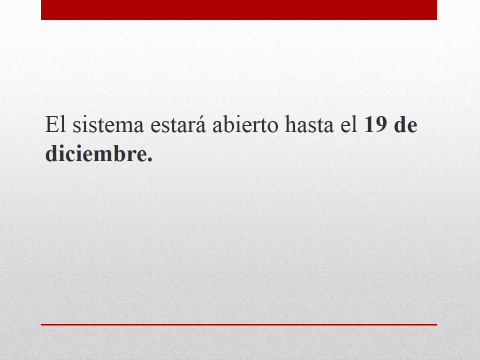 El sistema estará abierto hasta el 19 de
diciembre.